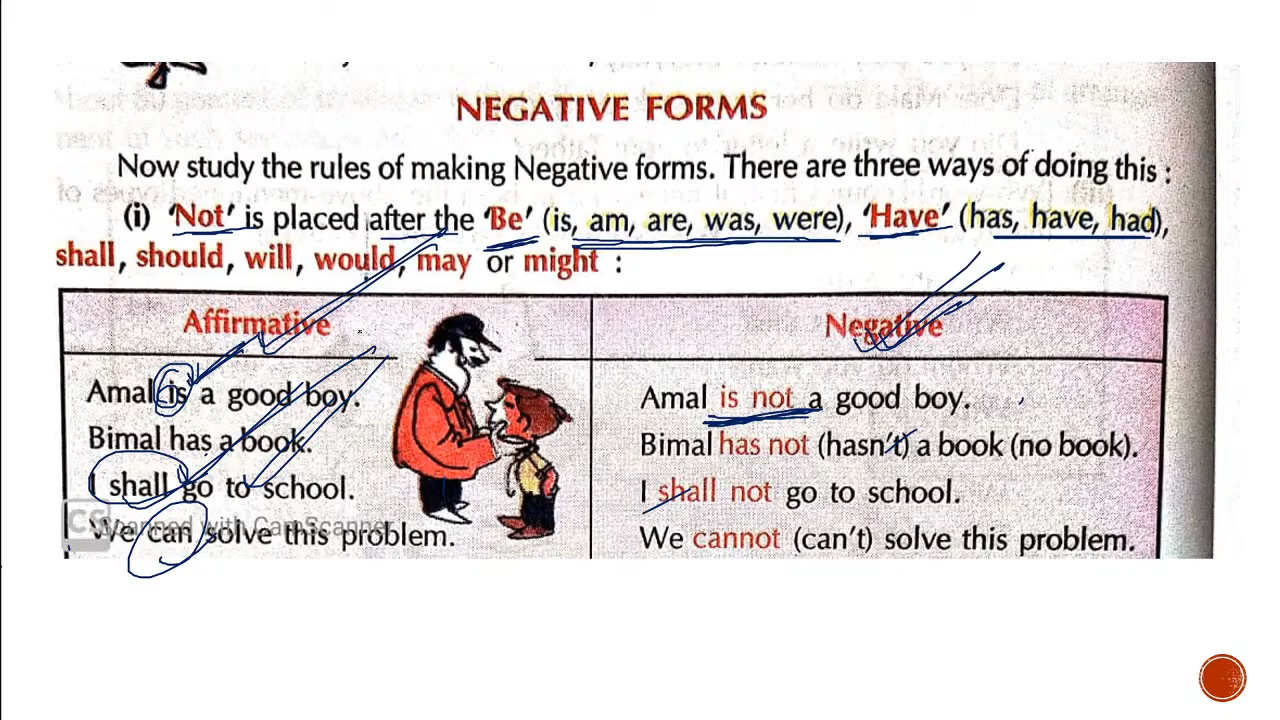 NEGATIVE FORMS
Now study the rules of making Negative forms. There are three ways of doing this :
(i) 'Not' is placed after the 'Be' (is, am, are, was, were), 'Have' (has, have, had),
shall, should, will, would, may or might :
Affirmative
Amal is a good boy.
Bimal has a book.
I shall go to school.
We can solve this problem.
CS Scanned with CamScanner
Negative
Amal is not a good boy.
Bimal has not (hasn't) a book (no book).
I shall not go to school.
We cannot (can't) solve this problem.